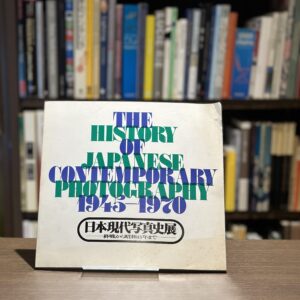 THE
HISTORY
OF
JAPANESE
CONTEMPORARY
PHOTOGRAPHY
1945—1970
日本現代写真史展